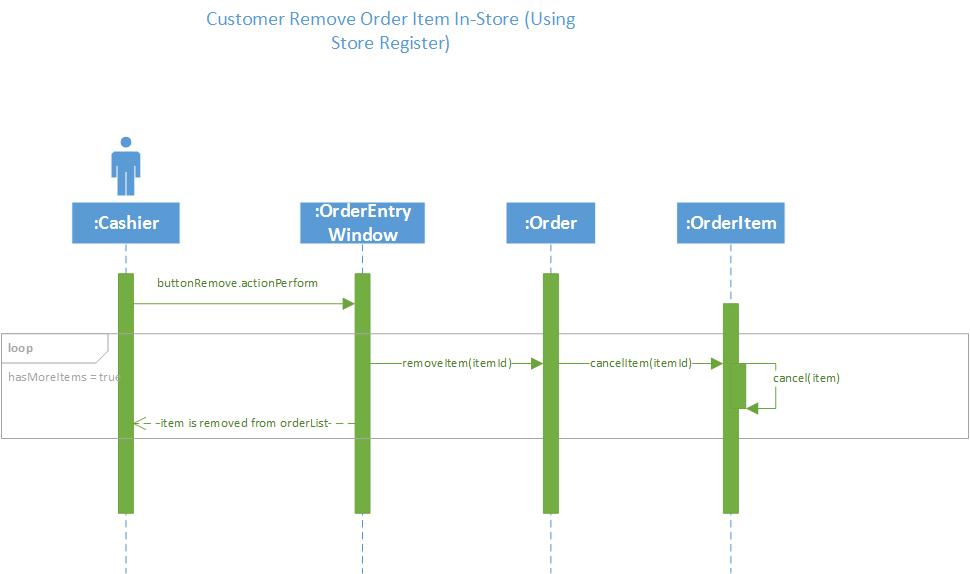 Customer Remove Order Item In-Store (Using
Store Register)
:Cashier
:OrderEntry
Window
:Order
:OrderItem
buttonRemove.actionPerform
loop
hasMoreItems = true
removeItem(itemId)
cancelItem(itemId)
cancel(item)
item is removed from orderList